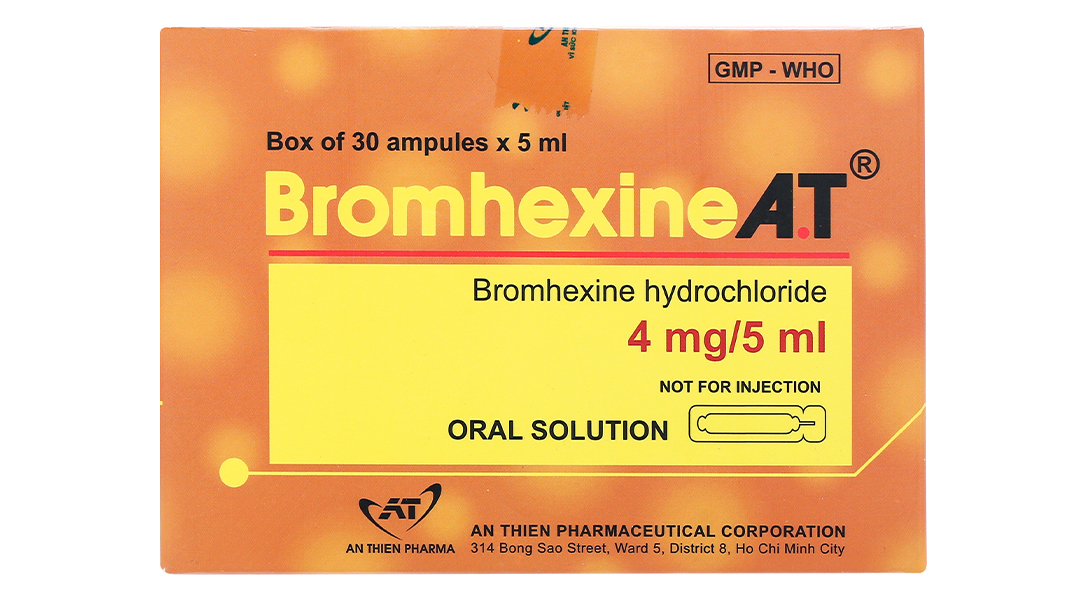 GMP - WHO
Box of 30 ampules x 5 ml
BromhexineA.T®
Bromhexine hydrochloride
4 mg/5 ml
NOT FOR INJECTION
ORAL SOLUTION
AT
AN THIEN PHARMA
AN THIEN PHARMACEUTICAL CORPORATION
314 Bong Sao Street, Ward 5, District 8, Ho Chi Minh City